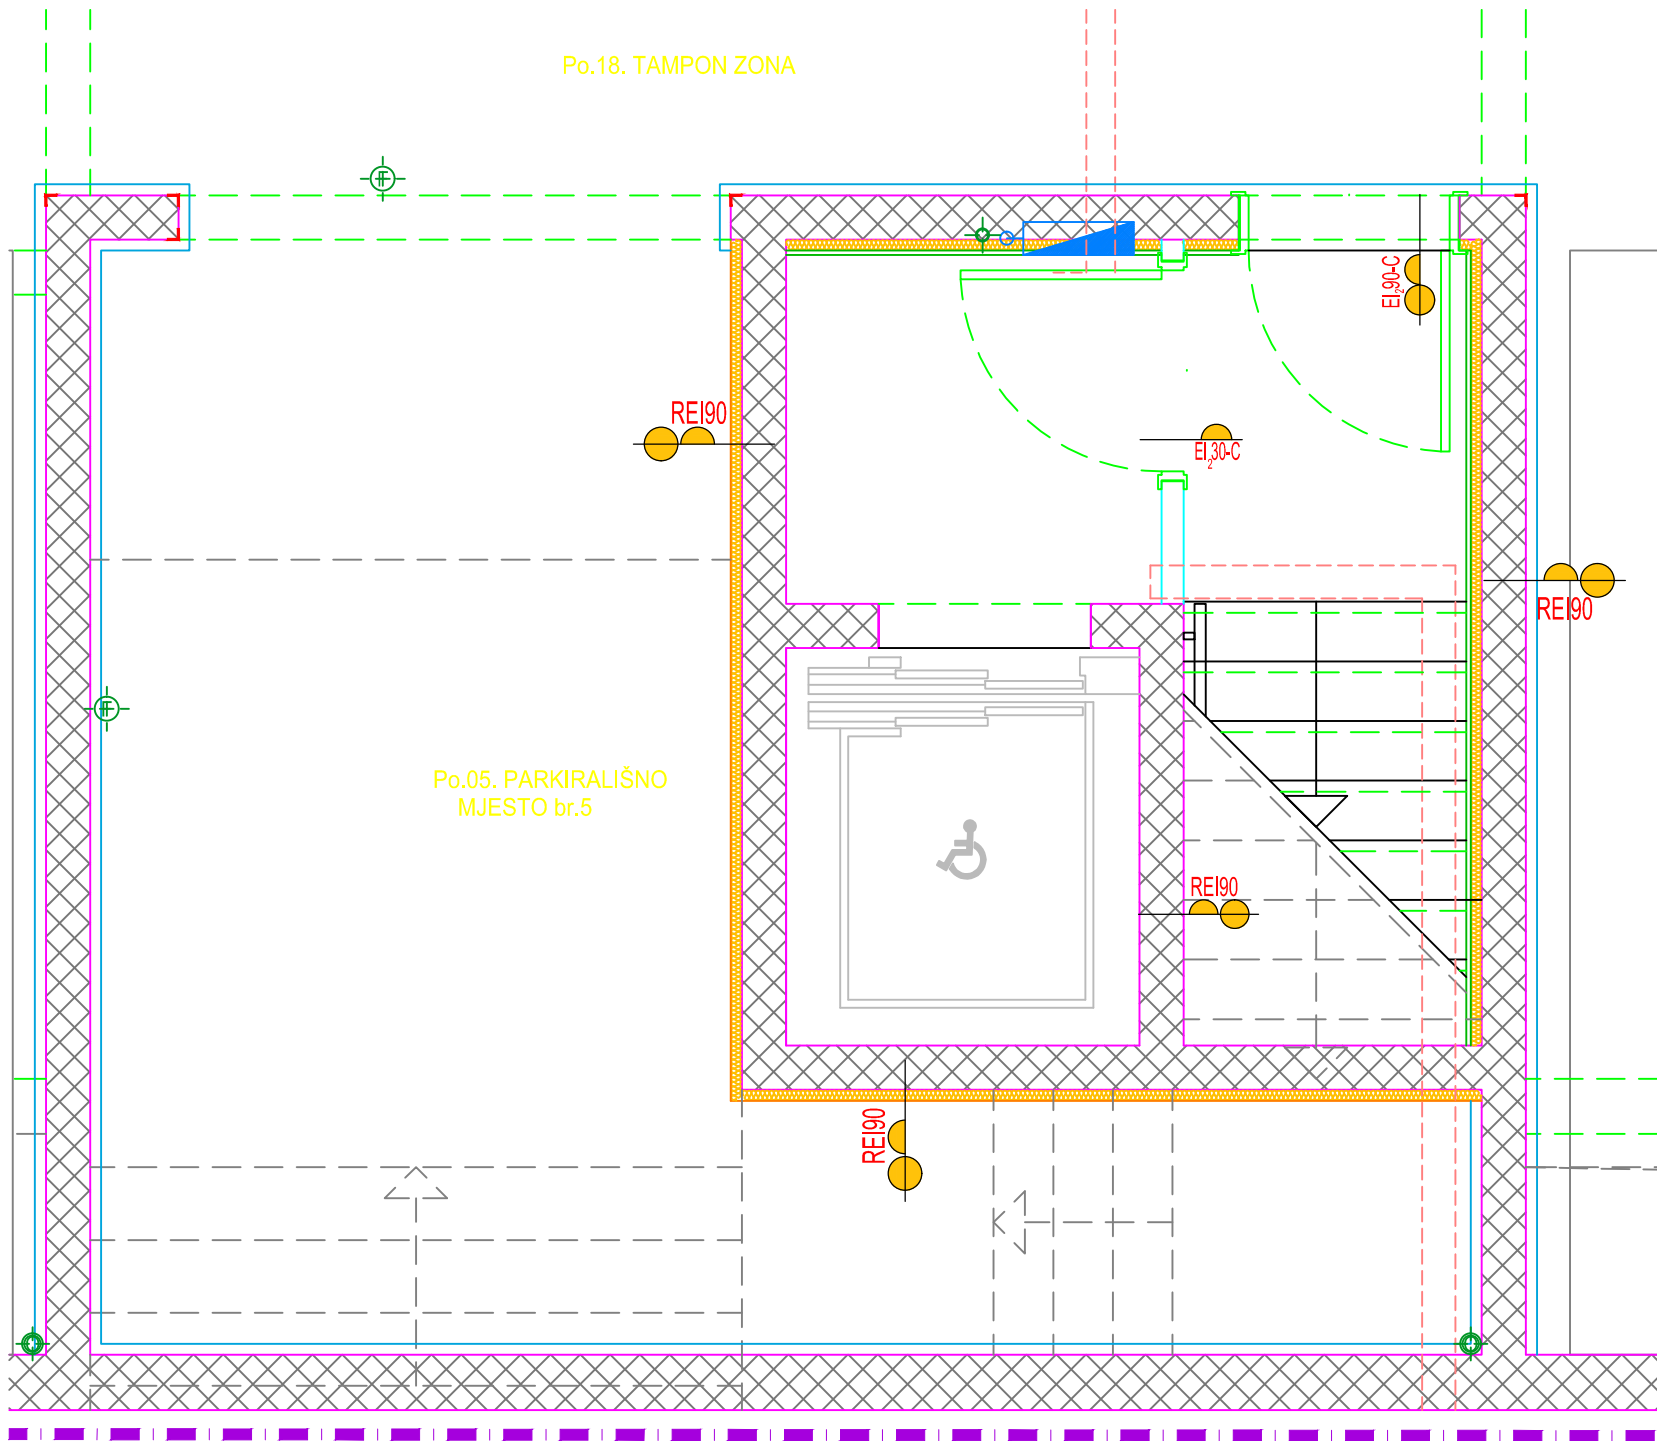 Po.18. TAMPON ZONA
EI₂90-C
REI90
EI₂30-C
REI90
Po.05. PARKIRALIŠNO
MJESTO br.5
REI90
REI90